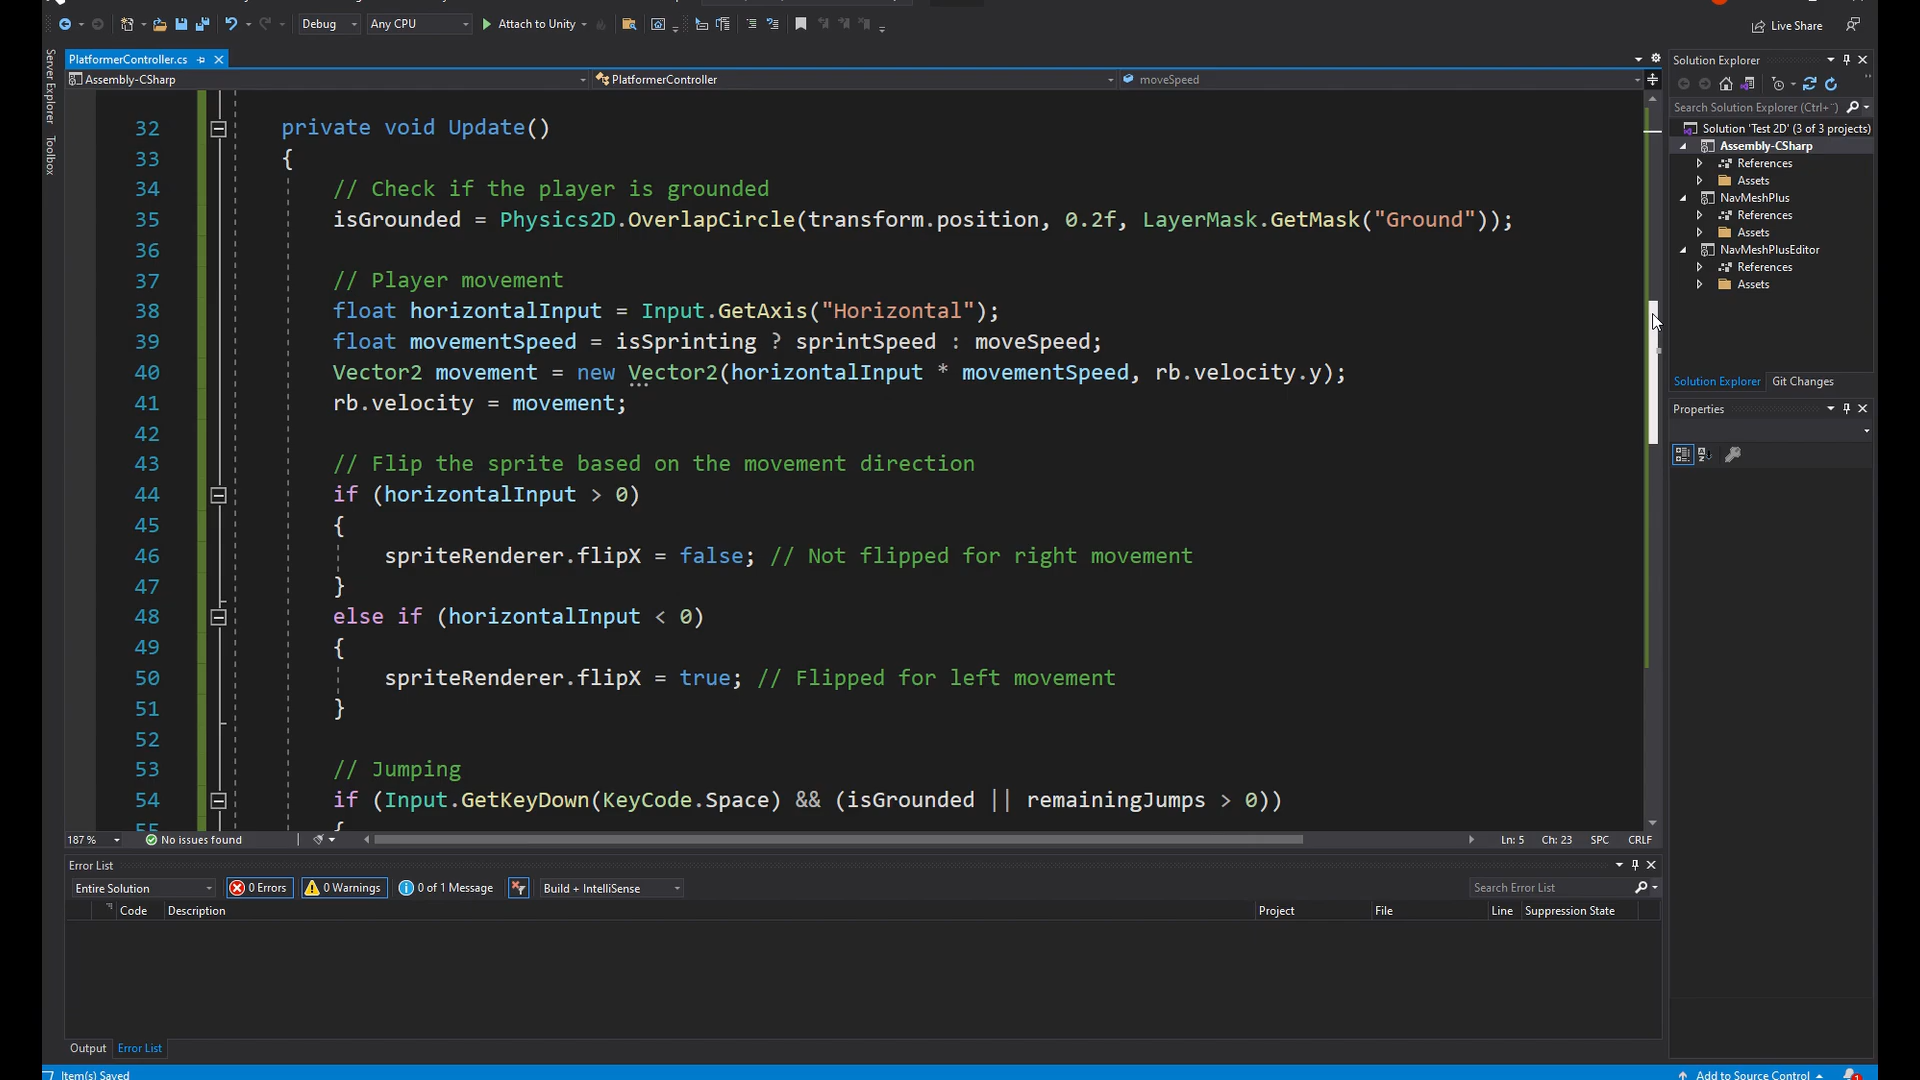 Debug
Any CPU
Attach to Unity
Live Share
Server Explorer
Toolbox
PlatformerController.cs
Assembly-CSharp
PlatformerController
moveSpeed
32 private void Update()
33 {
34 // Check if the player is grounded
35 isGrounded = Physics2D.OverlapCircle(transform.position, 0.2f, LayerMask.GetMask("Ground"));
36
37 // Player movement
38 float horizontalInput = Input.GetAxis("Horizontal");
39 float movementSpeed = isSprinting ? sprintSpeed : moveSpeed;
40 Vector2 movement = new Vector2(horizontalInput * movementSpeed, rb.velocity.y);
41 rb.velocity = movement;
42
43 // Flip the sprite based on the movement direction
44 if (horizontalInput > 0)
45 {
46 spriteRenderer.flipX = false; // Not flipped for right movement
47 }
48 else if (horizontalInput < 0)
49 {
50 spriteRenderer.flipX = true; // Flipped for left movement
51 }
52
53 // Jumping
54 if (Input.GetKeyDown(KeyCode.Space) && (isGrounded || remainingJumps > 0))
55 {
187 %
No issues found
Ln: 5
Ch: 23
SPC
CRLF
Error List
Entire Solution
0 Errors
0 Warnings
0 of 1 Message
Build + IntelliSense
Search Error List
Code
Description
Project
File
Line
Suppression State
Output
Error List
Item(s) Saved
Add to Source Control
Solution Explorer
Search Solution Explorer (Ctrl+¨)
Solution 'Test 2D' (3 of 3 projects)
Assembly-CSharp
References
Assets
NavMeshPlus
References
Assets
NavMeshPlusEditor
References
Assets
Solution Explorer
Git Changes
Properties